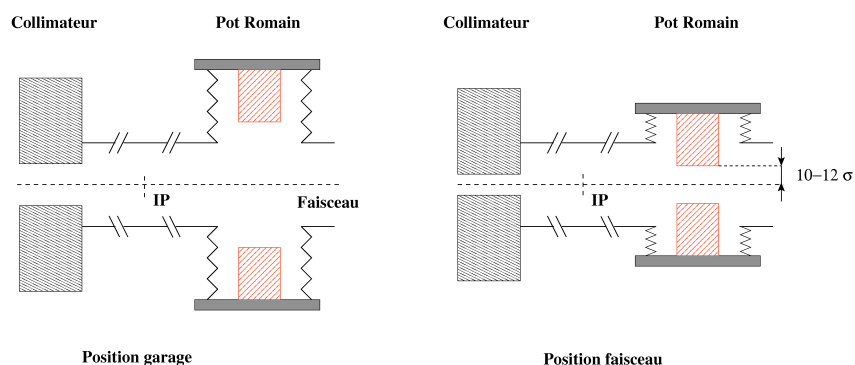 Collimateur
Pot Romain
IP
Faisceau
Position garage
Collimateur
Pot Romain
10–12 σ
IP
Position faisceau